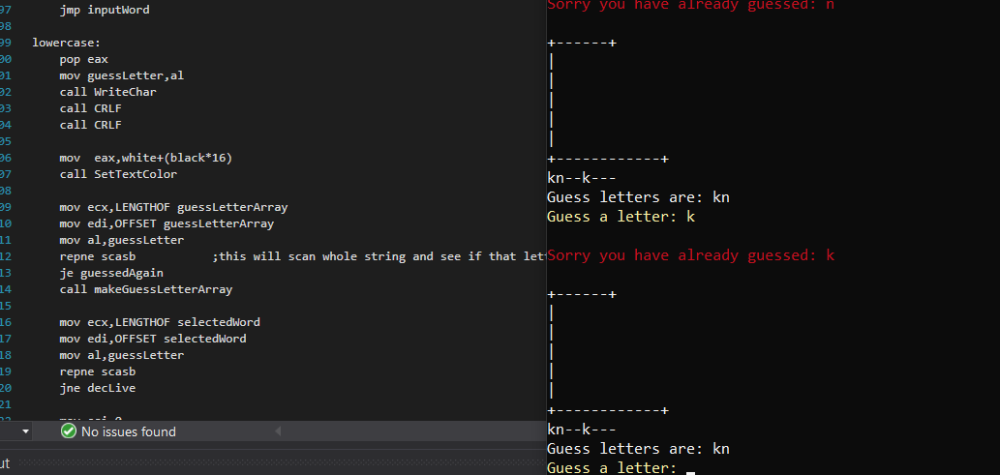 97 jmp inputWord
98
99 lowercase:
00 pop eax
01 mov guessLetter,al
02 call WriteChar
03 call CRLF
04 call CRLF
05
06 mov  eax,white+(black*16)
07 call SetTextColor
08
09 mov ecx,LENGTHOF guessLetterArray
10 mov edi,OFFSET guessLetterArray
11 mov al,guessLetter
12 repne scasb ;this will scan whole string and see if that lett
13 je guessedAgain
14 call makeGuessLetterArray
15
16 mov ecx,LENGTHOF selectedWord
17 mov edi,OFFSET selectedWord
18 mov al,guessLetter
19 repne scasb
20 jne decLive
21
No issues found
ut
Sorry you have already guessed: n
+------+
|
|
|
|
|
+------------+
kn--k---
Guess letters are: kn
Guess a letter: k
Sorry you have already guessed: k
+------+
|
|
|
|
|
+------------+
kn--k---
Guess letters are: kn
Guess a letter: _